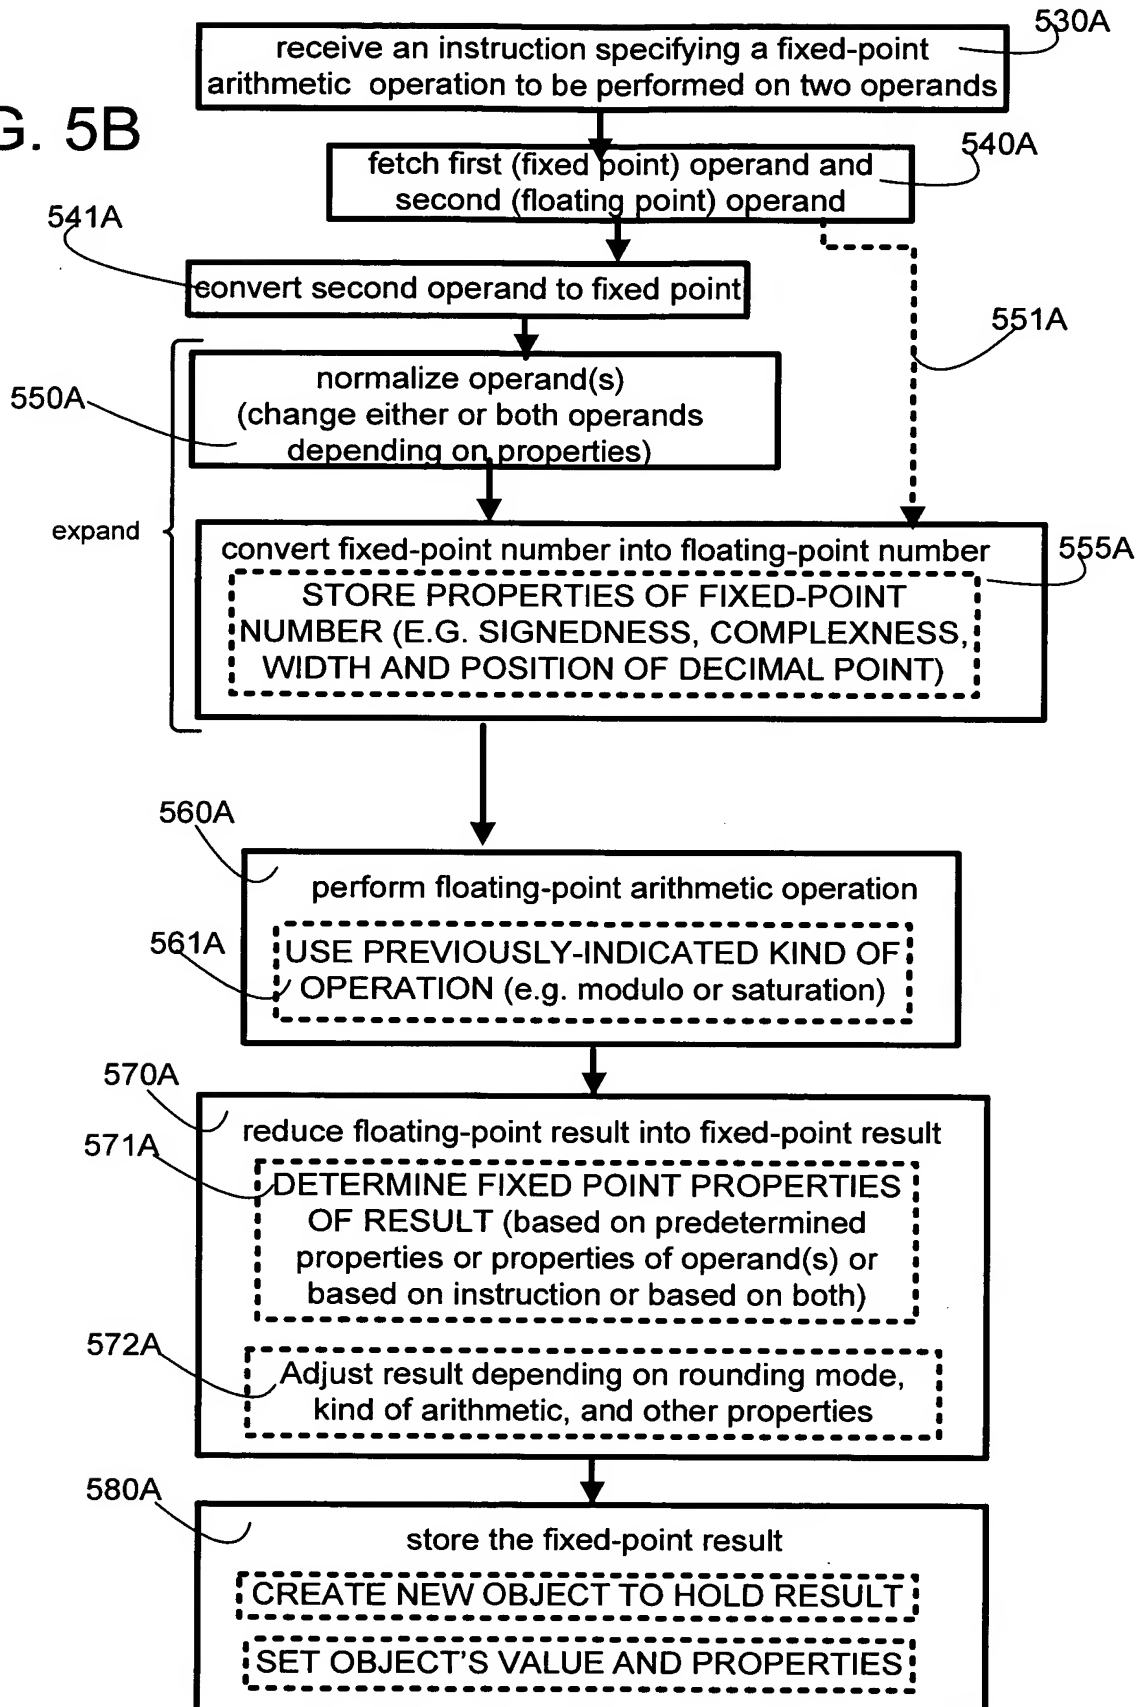 530A
receive an instruction specifying a fixed-point
arithmetic operation to be performed on two operands
G. 5B
540A
fetch first (fixed point) operand and
second (floating point) operand
541A
convert second operand to fixed point
551A
normalize operand(s)
550A
(change either or both operands
depending on properties)
expand
convert fixed-point number into floating-point number
555A
STORE PROPERTIES OF FIXED-POINT
NUMBER (E.G. SIGNEDNESS, COMPLEXNESS,
WIDTH AND POSITION OF DECIMAL POINT)
560A
perform floating-point arithmetic operation
561A
USE PREVIOUSLY-INDICATED KIND OF
OPERATION (e.g. modulo or saturation)
570A
reduce floating-point result into fixed-point result
571A
DETERMINE FIXED POINT PROPERTIES
OF RESULT (based on predetermined
properties or properties of operand(s) or
based on instruction or based on both)
572A
Adjust result depending on rounding mode,
kind of arithmetic, and other properties
580A
store the fixed-point result
CREATE NEW OBJECT TO HOLD RESULT
SET OBJECT'S VALUE AND PROPERTIES